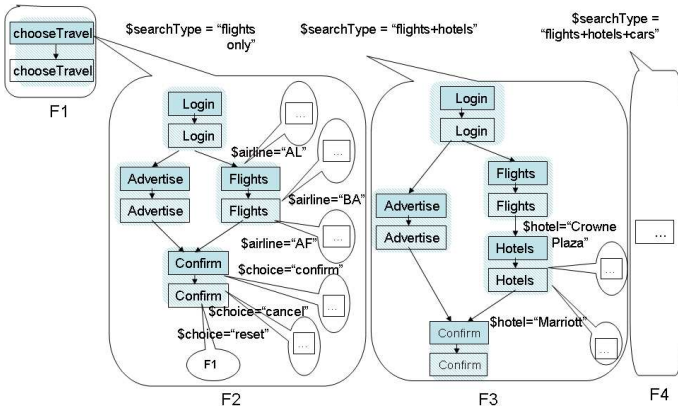 chooseTravel
chooseTravel
F1
$searchType = “flights
only”
Login
Login
Advertise
Advertise
Flights
Flights
$airline=“AL”
...
$airline=“BA”
...
$airline=“AF”
...
Confirm
Confirm
$choice=“confirm”
...
$choice=“cancel”
...
$choice=“reset”
F1
F2
$searchType = “flights+hotels”
Login
Login
Advertise
Advertise
Flights
Flights
Hotels
Hotels
$hotel=“Crowne
Plaza”
...
$hotel=“Marriott”
...
Confirm
Confirm
F3
$searchType =
“flights+hotels+cars”
...
F4